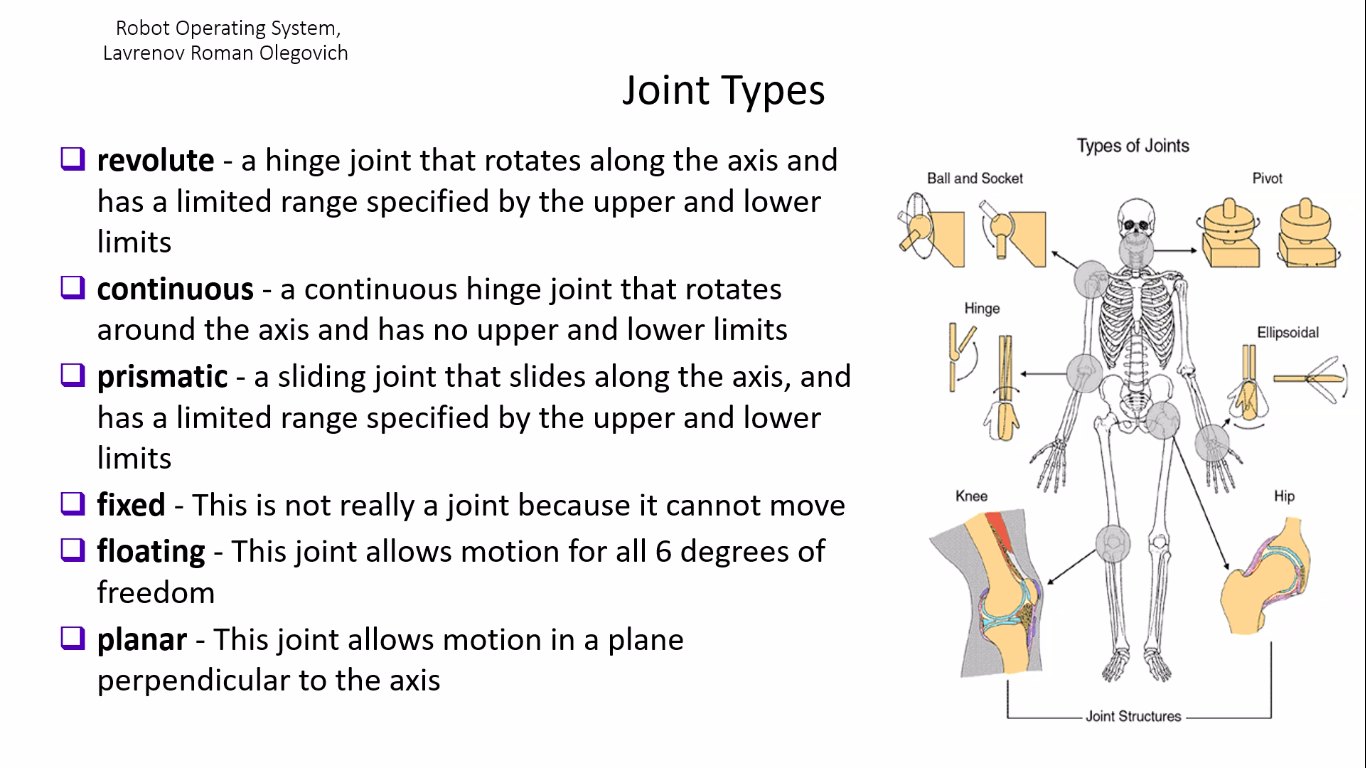 Robot Operating System,
Lavrenov Roman Olegovich
Joint Types
revolute - a hinge joint that rotates along the axis and
has a limited range specified by the upper and lower
limits
continuous - a continuous hinge joint that rotates
around the axis and has no upper and lower limits
prismatic - a sliding joint that slides along the axis, and
has a limited range specified by the upper and lower
limits
fixed - This is not really a joint because it cannot move
floating - This joint allows motion for all 6 degrees of
freedom
planar - This joint allows motion in a plane
perpendicular to the axis
Types of Joints
Ball and Socket
Pivot
Hinge
Ellipsoidal
Knee
Hip
Joint Structures